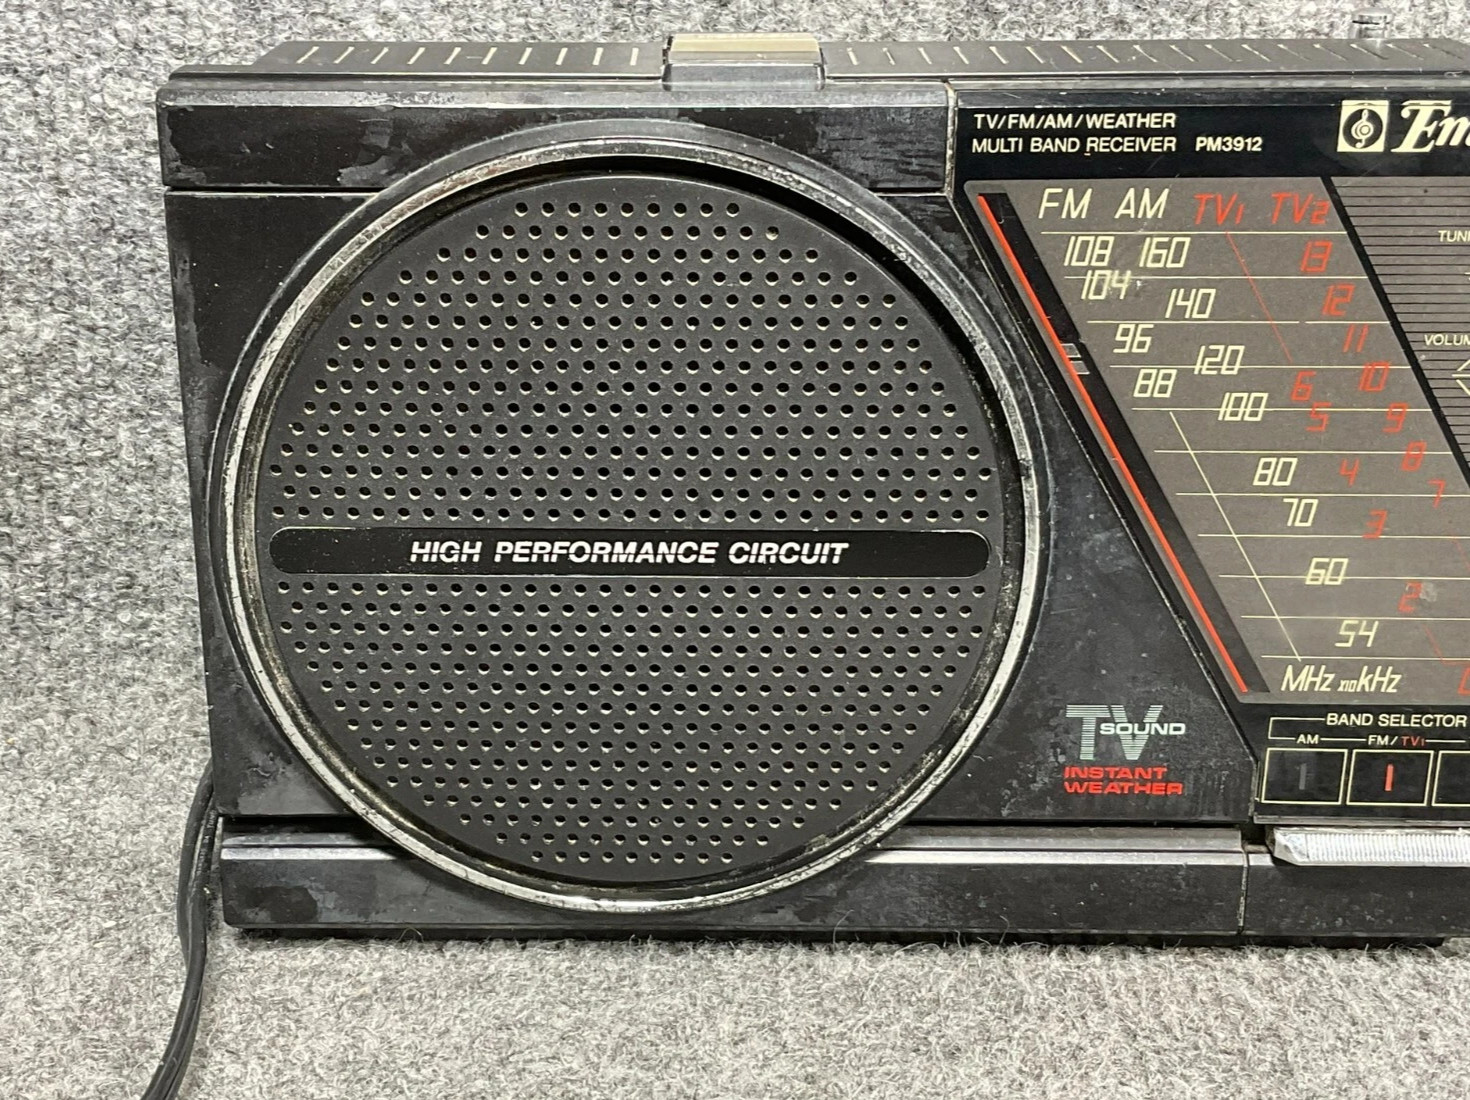 TV/FM/AM/WEATHER
MULTI BAND RECEIVER PM3912
FM AM TV1 TV2
108 160 13
104 140 12
96 11
120 10
88 6
100 5 9
80 4 8
7
70 3
60
2
54
MHz x10kHz
HIGH PERFORMANCE CIRCUIT
TV SOUND
INSTANT
WEATHER
BAND SELECTOR
AM FM/TV1